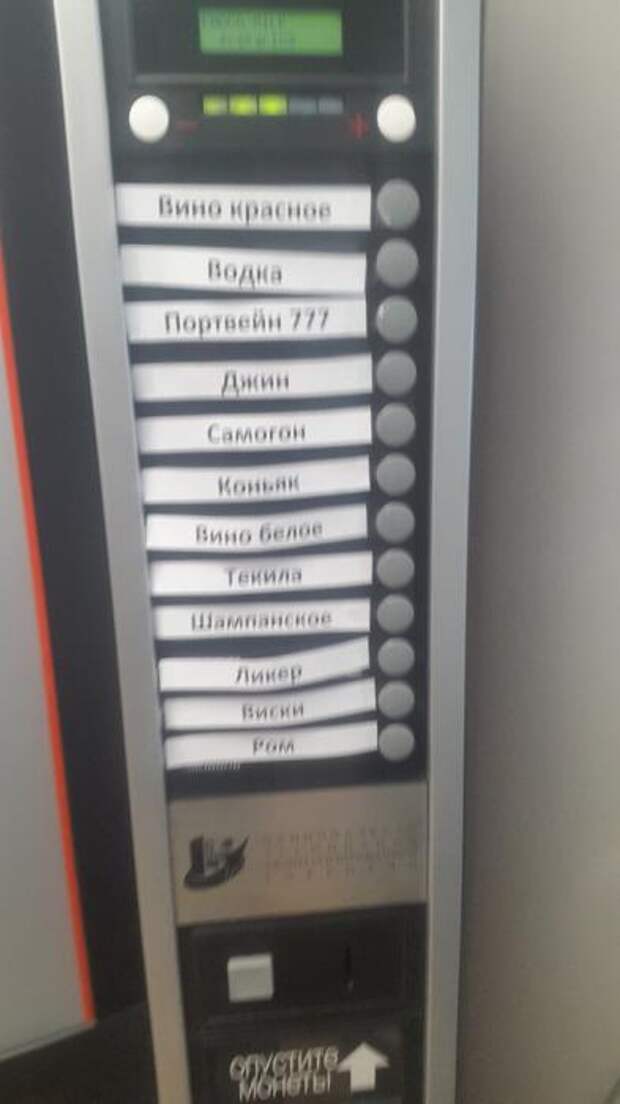 Вино красное
Водка
Портвейн 777
Джин
Самогон
Коньяк
Вино белое
Текила
Шампанское
Ликер
Виски
Ром
ОПУСТИТЕ
МОНЕТЫ